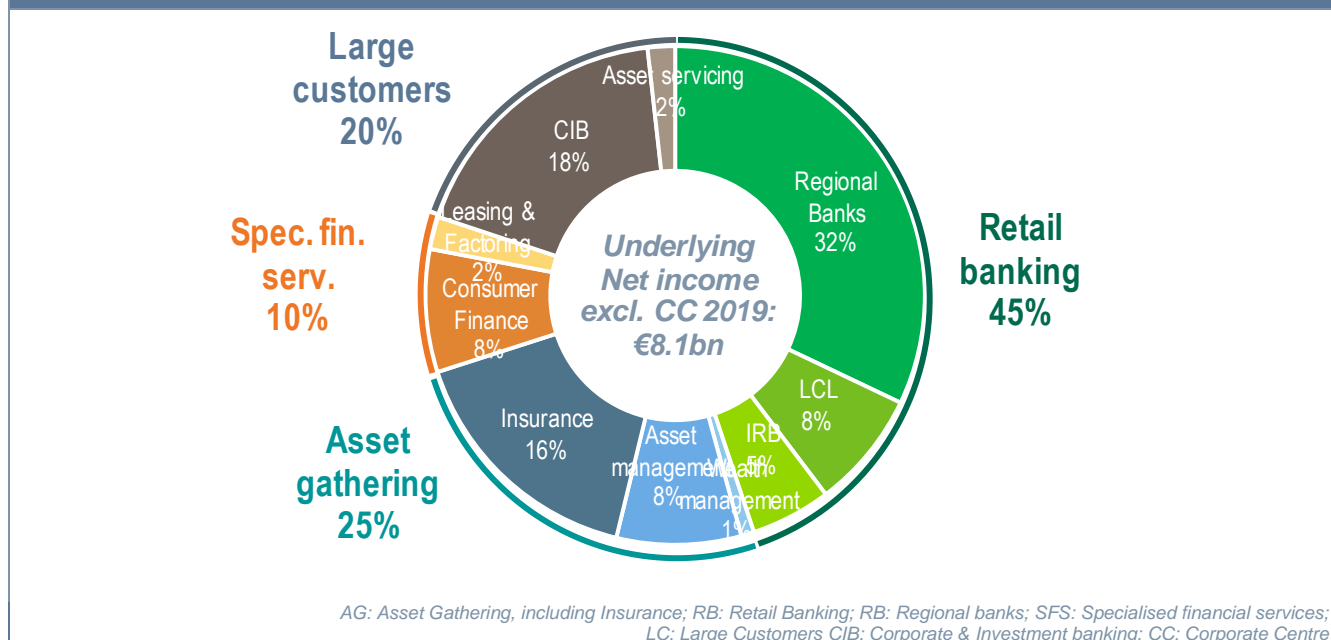 Large
customers
20%
Asset servicing
2%
CIB
18%
Regional
Banks
32%
Leasing &
Factoring
2%
Spec. fin.
serv.
10%
Underlying
Net income
excl. CC 2019:
€8.1bn
Retail
banking
45%
Consumer
Finance
8%
LCL
8%
Insurance
16%
Asset
management
8%
IRB
5%
Wealth
management
1%
Asset
gathering
25%
AG: Asset Gathering, including Insurance; RB: Retail Banking; RB: Regional banks; SFS: Specialised financial services;
LC: Large Customers CIB: Corporate & Investment banking; CC: Corporate Centre